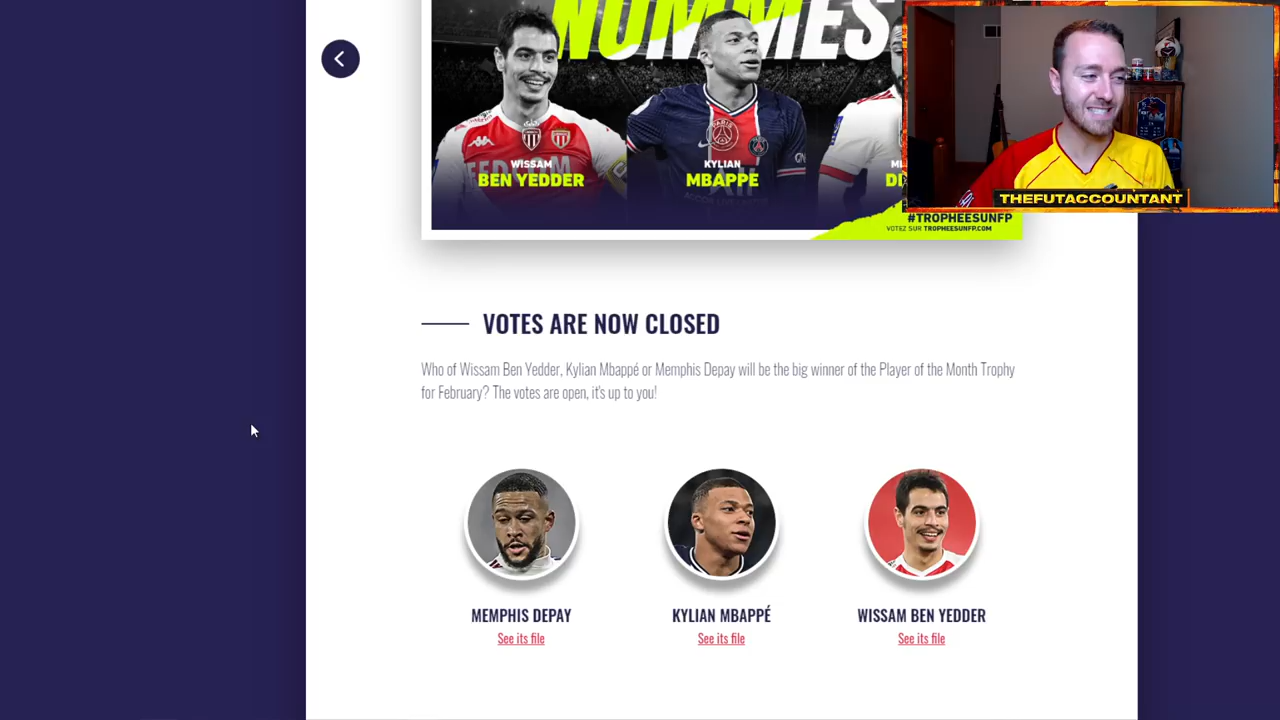 NOMMÉS
WISSAM
BEN YEDDER
KYLIAN
MBAPPE
THEFUTACCOUNTANT
#TROPHEESUNFP
VOTEZ SUR TROPHEESUNFP.COM
VOTES ARE NOW CLOSED
Who of Wissam Ben Yedder, Kylian Mbappé or Memphis Depay will be the big winner of the Player of the Month Trophy
for February? The votes are open, it's up to you!
MEMPHIS DEPAY
KYLIAN MBAPPÉ
WISSAM BEN YEDDER
See its file
See its file
See its file